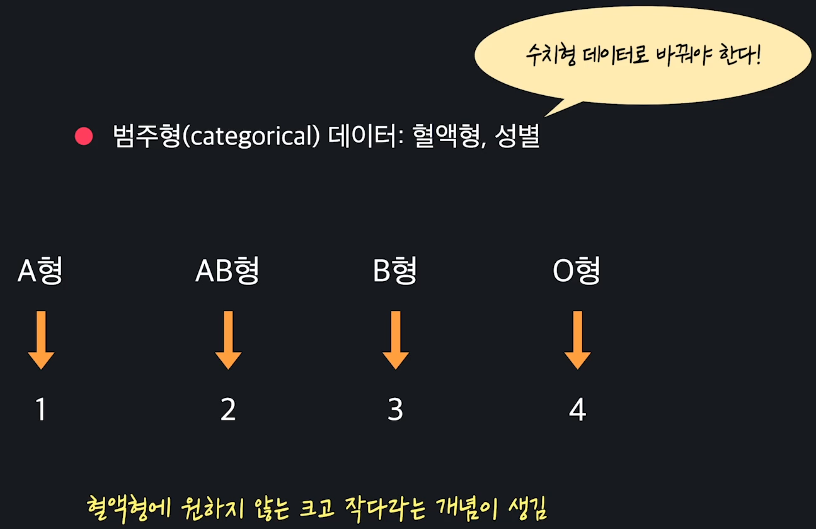 수치형 데이터로 바꿔야 한다!
범주형(categorical) 데이터: 혈액형, 성별
A형 AB형 B형 O형
1 2 3 4
혈액형에 원하지 않는 크고 작다라는 개념이 생김